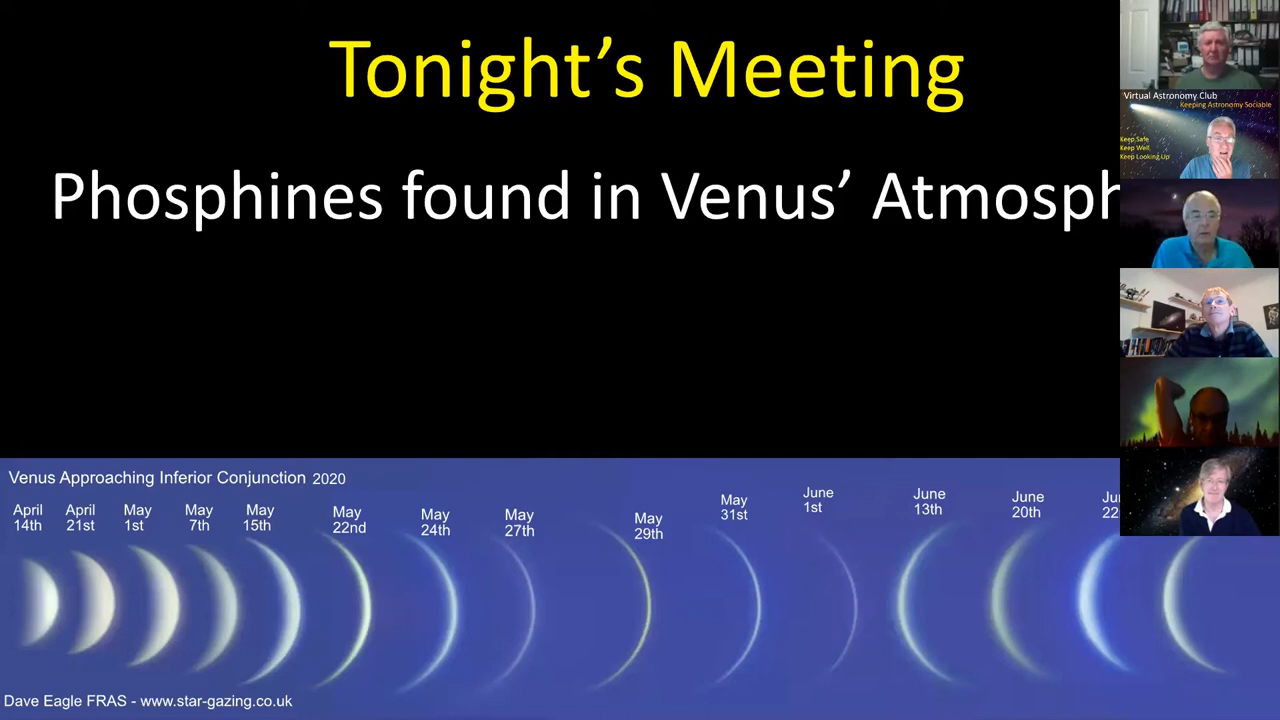 Tonight's Meeting
Phosphines found in Venus' Atmosph
Virtual Astronomy Club
Keeping Astronomy Sociable
Keep Safe
Keep Well
Keep Looking Up
Venus Approaching Inferior Conjunction 2020
April
14th
April
21st
May
1st
May
7th
May
15th
May
22nd
May
24th
May
27th
May
29th
May
31st
June
1st
June
13th
June
20th
Ju
22
Dave Eagle FRAS - www.star-gazing.co.uk